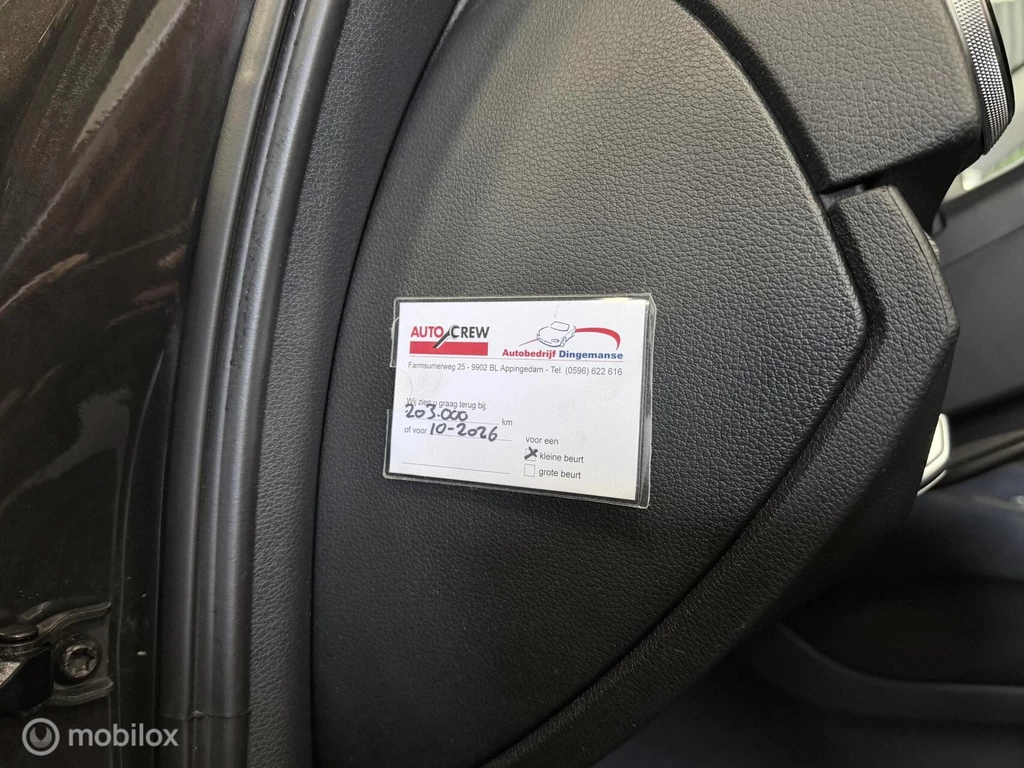 AUTO CREW
Autobedrijf Dingemanse
Farmsumerweg 25 - 9902 BL Appingedam - Tel. (0596) 622 616
Wij zien u graag terug bij:
203.000 km
of voor 10-2026
voor een
kleine beurt
grote beurt
mobilox